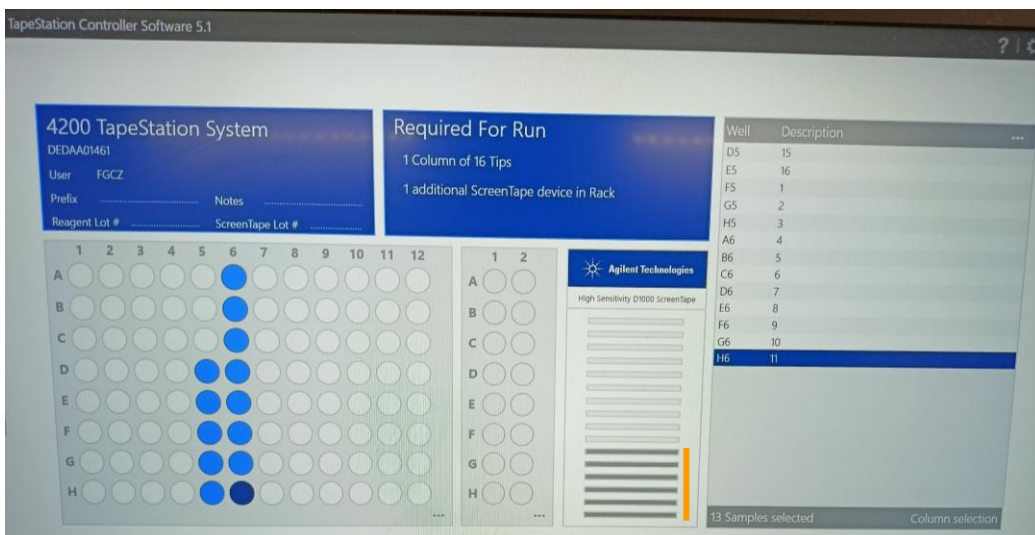 TapeStation Controller Software 5.1
?
4200 TapeStation System
DEDAA01461
User FGCZ
Prefix Notes
Reagent Lot # ScreenTape Lot #
Required For Run
1 Column of 16 Tips
1 additional ScreenTape device in Rack
1 2 3 4 5 6 7 8 9 10 11 12
A
B
C
D
E
F
G
H
...
1 2
A
B
C
D
E
F
G
H
...
Agilent Technologies
High Sensitivity D1000 ScreenTape
Well Description ...
D5 15
E5 16
F5 1
G5 2
H5 3
A6 4
B6 5
C6 6
D6 7
E6 8
F6 9
G6 10
H6 11
13 Samples selected Column selection